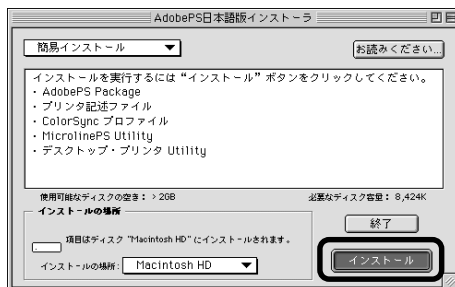 AdobePS日本語版インストーラ
簡易インストール
お読みください...
インストールを実行するには“インストール”ボタンをクリックしてください。
・AdobePS Package
・プリンタ記述ファイル
・ColorSync プロファイル
・MicrolinePS Utility
・デスクトップ・プリンタ Utility
使用可能なディスクの空き：>2GB
必要なディスク容量：8,424K
インストールの場所
終了
項目はディスク “Macintosh HD”にインストールされます。
インストールの場所：Macintosh HD
インストール